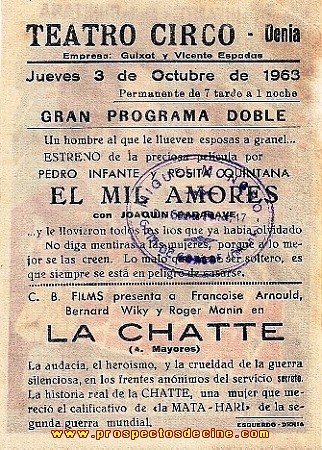 TEATRO CIRCO - Denia
Empresa: Guixot y Vicente Espadas
Jueves 3 de Octubre de 1963
Permanente de 7 tarde a 1 noche
GRAN PROGRAMA DOBLE
Un hombre al que le llueven esposas a granel...
ESTRENO de la preciosa película por
PEDRO INFANTE y ROSITA QUINTANA
EL MIL AMORES
con JOAQUÍN
...y le llovieron todos los líos que ya había olvidado
No diga mentiras a las mujeres, porque a lo me-
jor se las creen. Lo malo que tiene ser soltero, es
que siempre se está en peligro de casarse.
C. B. FILMS presenta a Francoise Arnould,
Bernard Wiky y Roger Manin en
LA CHATTE
(4. Mayores)
La audacia, el heroísmo, y la crueldad de la guerra
silenciosa, en los frentes anónimos del servicio secreto.
La historia real de la CHATTE, una mujer que me-
reció el calificativo de «la MATA - HARI» de la se-
gunda guerra mundial.
ESQUERDO-DENIA
www.prospectosdecine.com